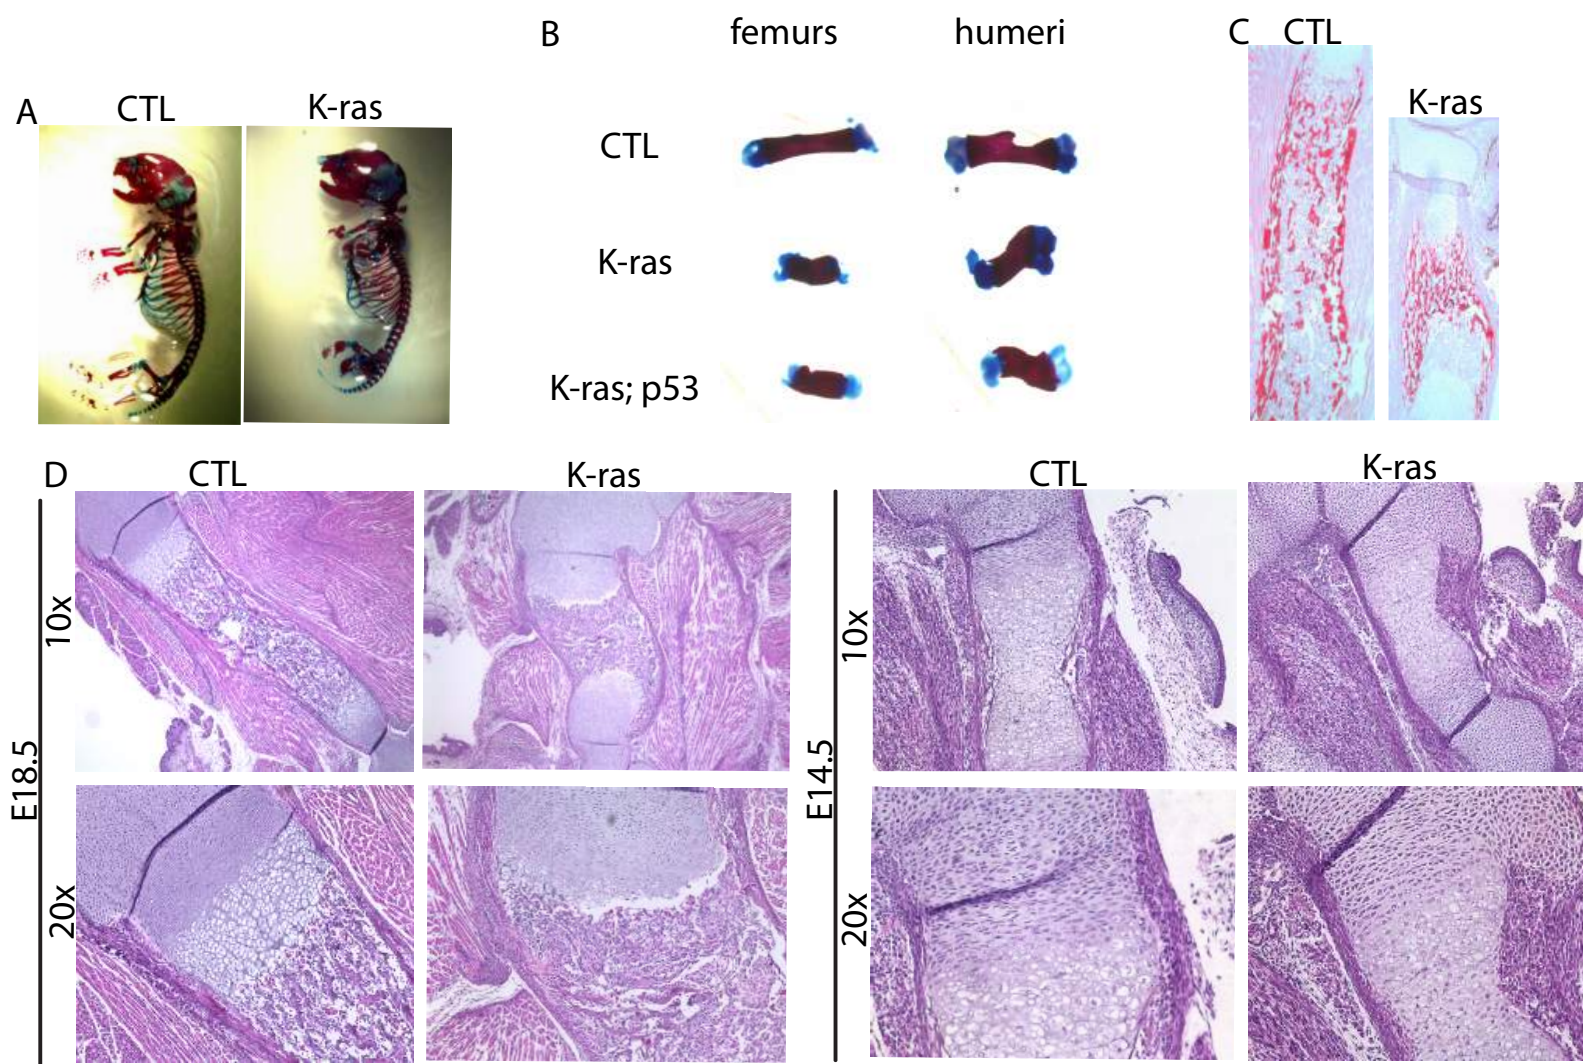 A
CTL
K-ras
B
femurs
humeri
CTL
K-ras
K-ras; p53
C
CTL
K-ras
D
CTL
K-ras
CTL
K-ras
E18.5
10x
20x
E14.5
10x
20x